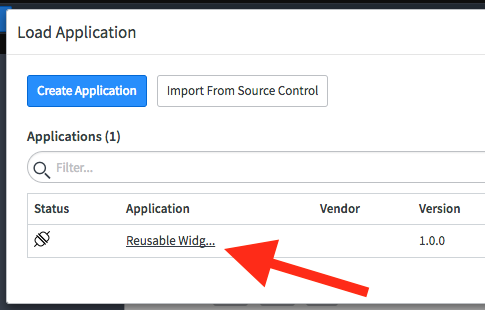 Load Application
Create Application Import From Source Control
Applications (1)
Filter...
Status Application Vendor Version
Reusable Widg... 1.0.0